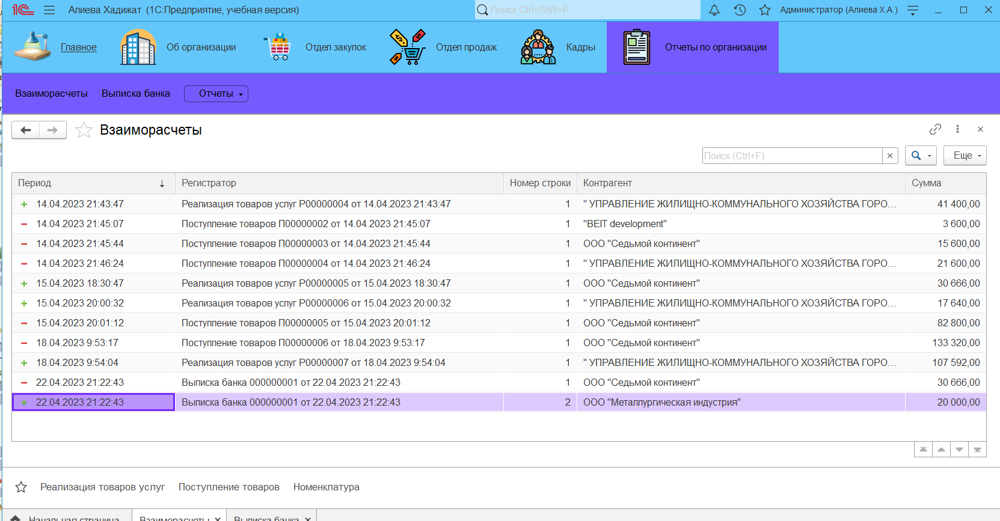 1С Алиева Хадижат (1С:Предприятие, учебная версия) Поиск Ctrl+Shift+F Администратор (Алиева Х.А.)
Главное Об организации Отдел закупок Отдел продаж Кадры Отчеты по организации
Взаиморасчеты Выписка банка Отчеты
Взаиморасчеты
Поиск (Ctrl+F) × Еще
Период ↓ Регистратор Номер строки Контрагент Сумма
+ 14.04.2023 21:43:47 Реализация товаров услуг Р00000004 от 14.04.2023 21:43:47 1 " УПРАВЛЕНИЕ ЖИЛИЩНО-КОММУНАЛЬНОГО ХОЗЯЙСТВА ГОРО... 41 400,00
- 14.04.2023 21:45:07 Поступление товаров П00000002 от 14.04.2023 21:45:07 1 "BEIT development" 3 600,00
- 14.04.2023 21:45:44 Поступление товаров П00000003 от 14.04.2023 21:45:44 1 ООО "Седьмой континент" 15 600,00
- 14.04.2023 21:46:24 Поступление товаров П00000004 от 14.04.2023 21:46:24 1 " УПРАВЛЕНИЕ ЖИЛИЩНО-КОММУНАЛЬНОГО ХОЗЯЙСТВА ГОРО... 21 600,00
+ 15.04.2023 18:30:47 Реализация товаров услуг Р00000005 от 15.04.2023 18:30:47 1 ООО "Седьмой континент" 30 666,00
+ 15.04.2023 20:00:32 Реализация товаров услуг Р00000006 от 15.04.2023 20:00:32 1 " УПРАВЛЕНИЕ ЖИЛИЩНО-КОММУНАЛЬНОГО ХОЗЯЙСТВА ГОРО... 17 640,00
- 15.04.2023 20:01:12 Поступление товаров П00000005 от 15.04.2023 20:01:12 1 ООО "Седьмой континент" 82 800,00
- 18.04.2023 9:53:17 Поступление товаров П00000006 от 18.04.2023 9:53:17 1 ООО "Седьмой континент" 133 320,00
+ 18.04.2023 9:54:04 Реализация товаров услуг Р00000007 от 18.04.2023 9:54:04 1 " УПРАВЛЕНИЕ ЖИЛИЩНО-КОММУНАЛЬНОГО ХОЗЯЙСТВА ГОРО... 107 592,00
- 22.04.2023 21:22:43 Выписка банка 000000001 от 22.04.2023 21:22:43 1 ООО "Седьмой континент" 30 666,00
+ 22.04.2023 21:22:43 Выписка банка 000000001 от 22.04.2023 21:22:43 2 ООО "Металлургическая индустрия" 20 000,00
Реализация товаров услуг Поступление товаров Номенклатура
Начальная страница Взаиморасчеты × Выписка банка ×